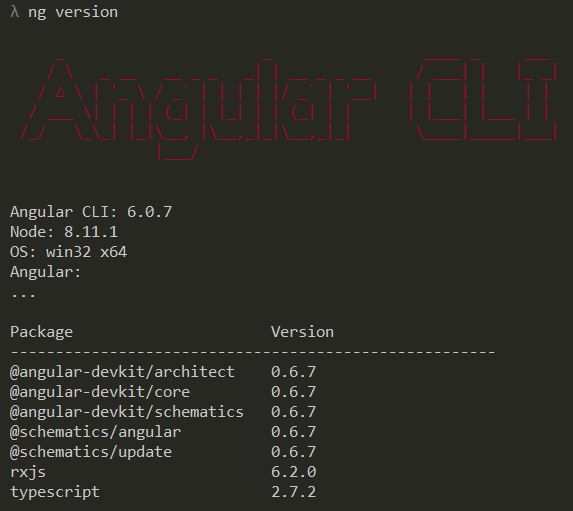 λ ng version
Angular CLI
Angular CLI: 6.0.7
Node: 8.11.1
OS: win32 x64
Angular:
...
Package Version
------------------------------------------------------
@angular-devkit/architect 0.6.7
@angular-devkit/core 0.6.7
@angular-devkit/schematics 0.6.7
@schematics/angular 0.6.7
@schematics/update 0.6.7
rxjs 6.2.0
typescript 2.7.2